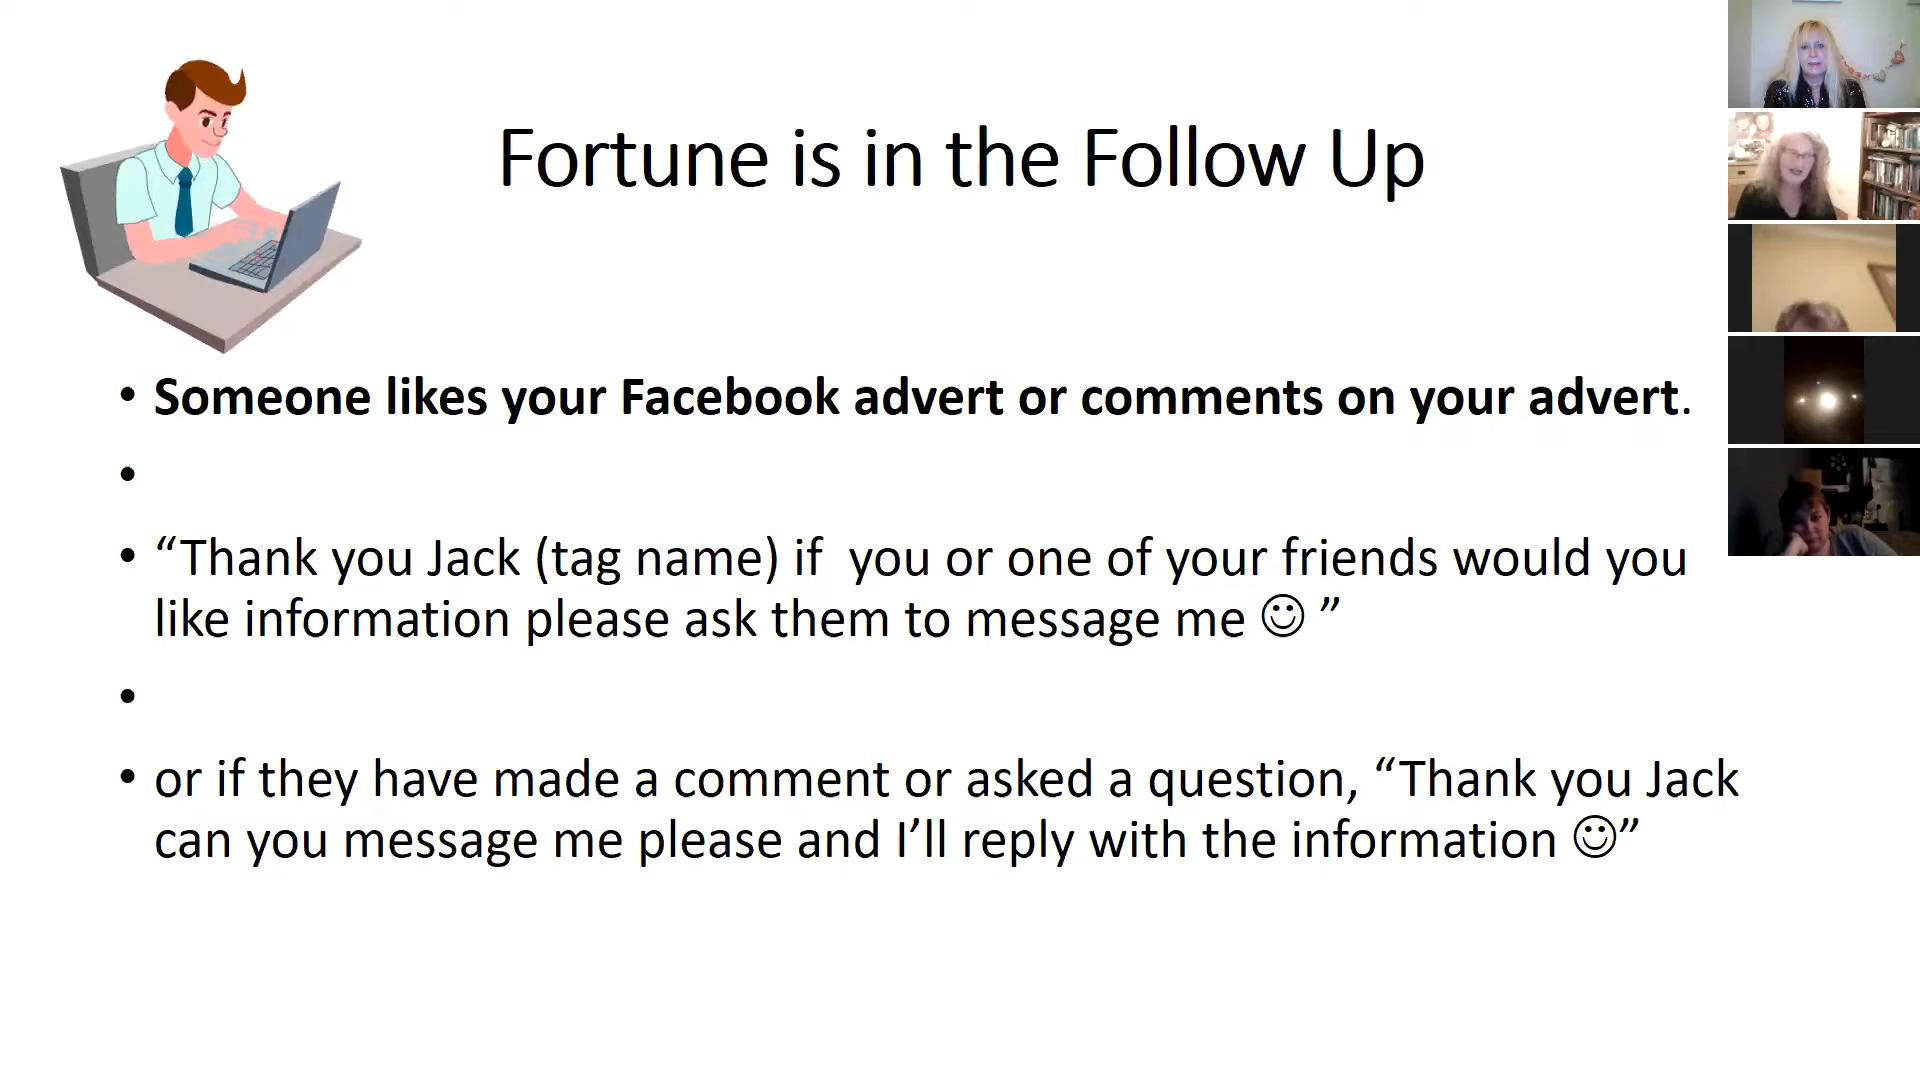 Fortune is in the Follow Up
• Someone likes your Facebook advert or comments on your advert.
•
• “Thank you Jack (tag name) if  you or one of your friends would you
like information please ask them to message me ☺ ”
•
• or if they have made a comment or asked a question, “Thank you Jack
can you message me please and I’ll reply with the information ☺”